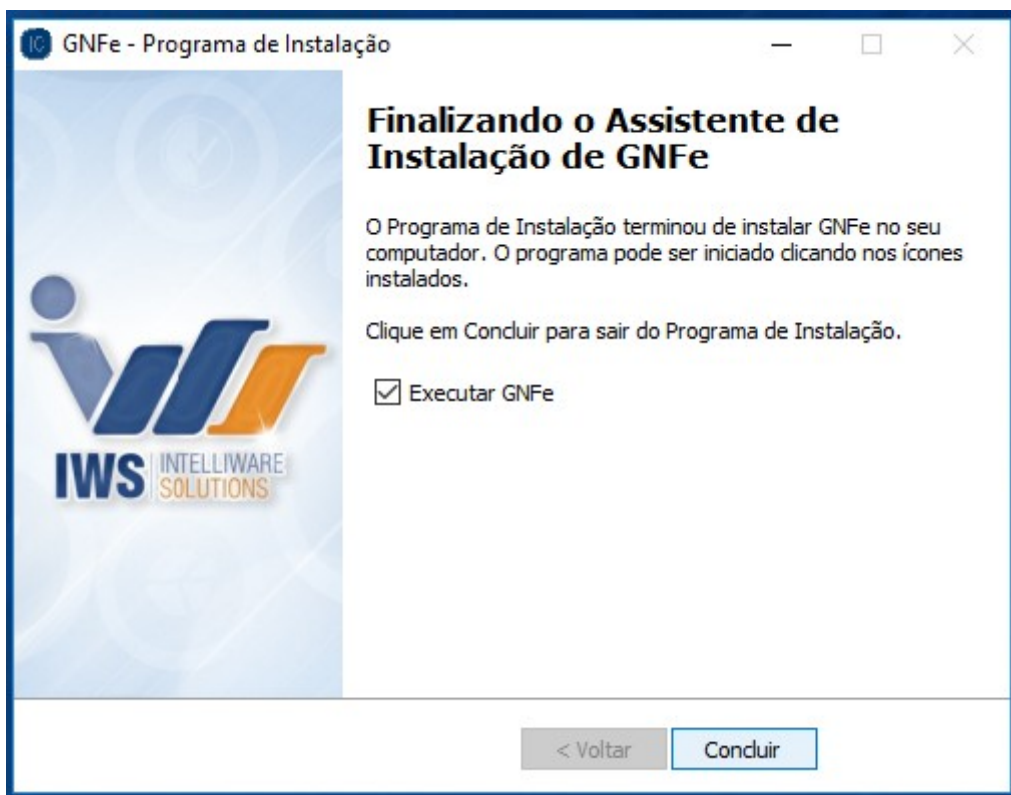 IC GNFe - Programa de Instalação
Finalizando o Assistente de
Instalação de GNFe
O Programa de Instalação terminou de instalar GNFe no seu
computador. O programa pode ser iniciado clicando nos ícones
instalados.
Clique em Concluir para sair do Programa de Instalação.
Executar GNFe
IWS INTELLIWARE
SOLUTIONS
< Voltar Concluir